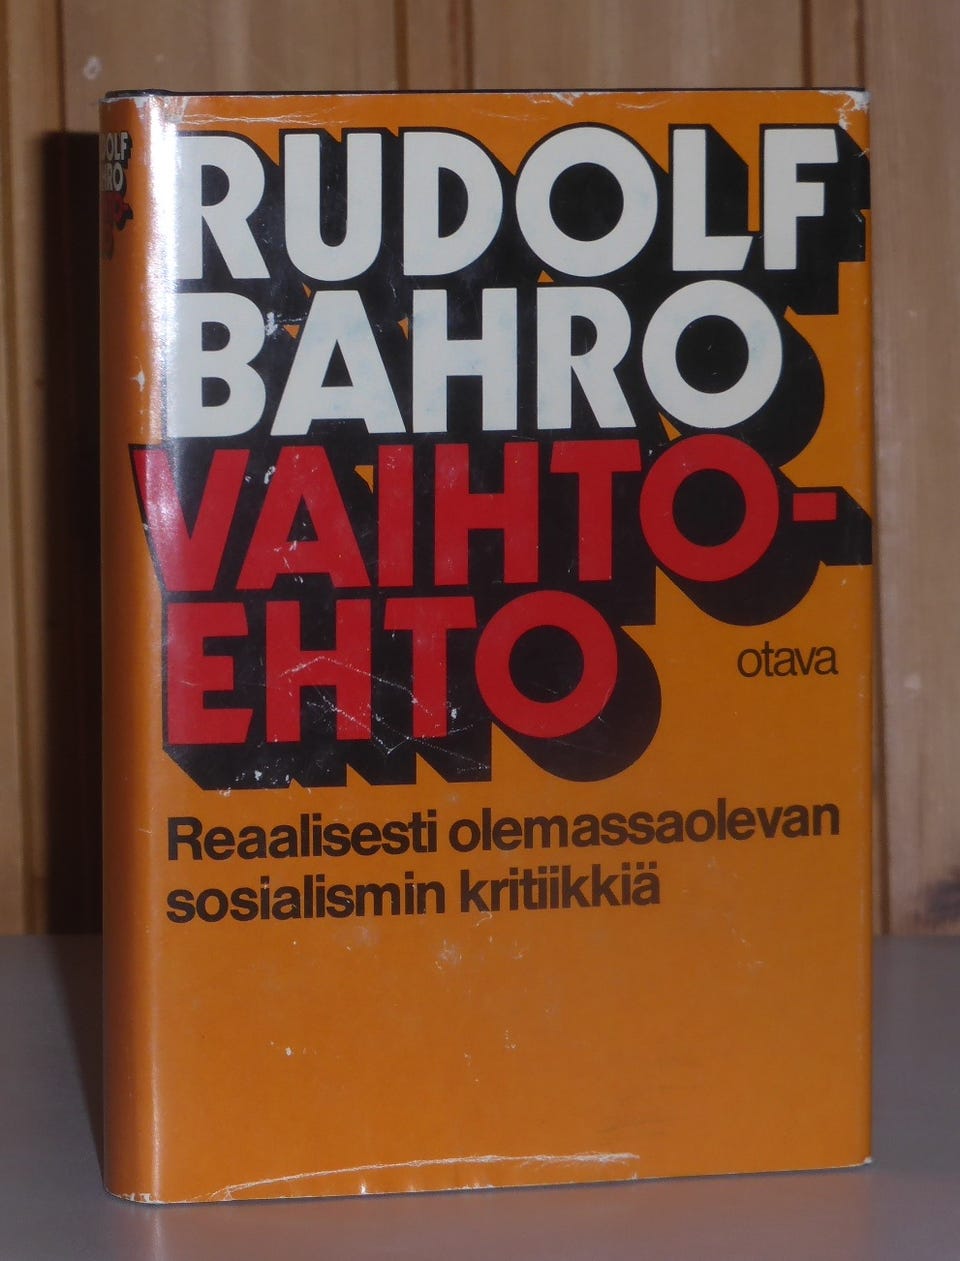 RUDOLF
BAHRO
VAIHTO-
EHTO
otava
Reaalisesti olemassaolevan
sosialismin kritiikkiä